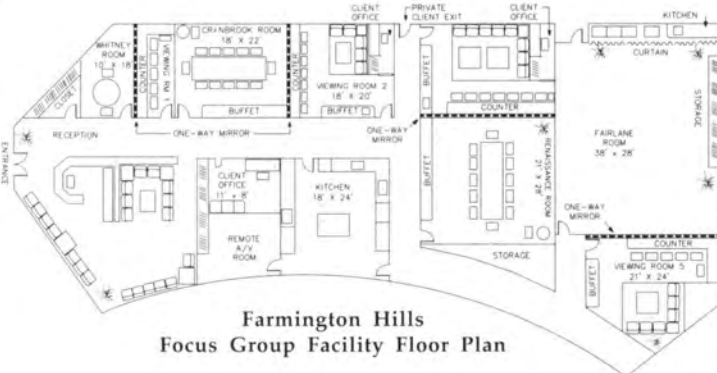 CLIENT
OFFICE
PRIVATE
CLIENT EXIT
CLIENT
OFFICE
KITCHEN
WHITNEY
ROOM
10' X 18'
COUNTER
VIEWING RM 1
CRANBROOK ROOM
18' X 22'
COUNTER
BUFFET
VIEWING ROOM 2
18' X 20'
BUFFET
BUFFET
COUNTER
CURTAIN
STORAGE
CLOSET
RECEPTION
ONE-WAY MIRROR
ONE-WAY
MIRROR
ENTRANCE
BUFFET
RENAISSANCE ROOM
21' X 28'
FAIRLANE
ROOM
38' x 28'
CLIENT
OFFICE
11' x 8'
KITCHEN
18' X 24'
REMOTE
A/V
ROOM
STORAGE
ONE-WAY
MIRROR
COUNTER
VIEWING ROOM 5
21' X 24'
BUFFET
Farmington Hills
Focus Group Facility Floor Plan